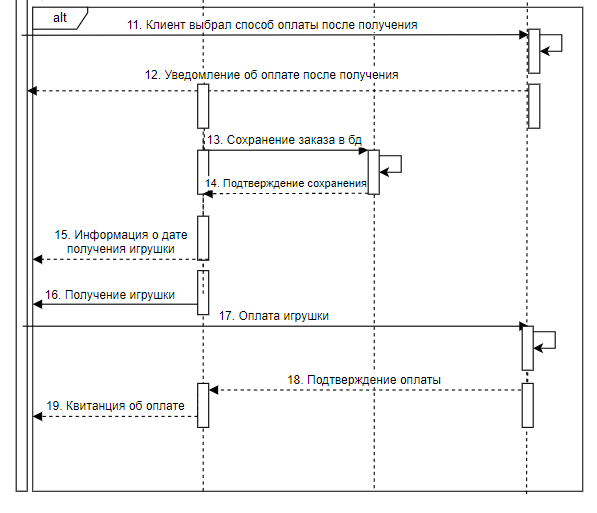 alt
11. Клиент выбрал способ оплаты после получения
12. Уведомление об оплате после получения
13. Сохранение заказа в бд
14. Подтверждение сохранения
15. Информация о дате
получения игрушки
16. Получение игрушки
17. Оплата игрушки
18. Подтверждение оплаты
19. Квитанция об оплате